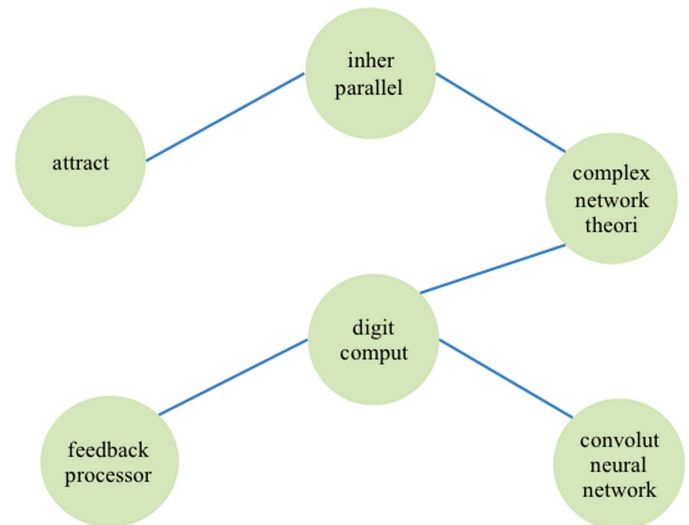 inher
parallel
attract
complex
network
theori
digit
comput
feedback
processor
convolut
neural
network